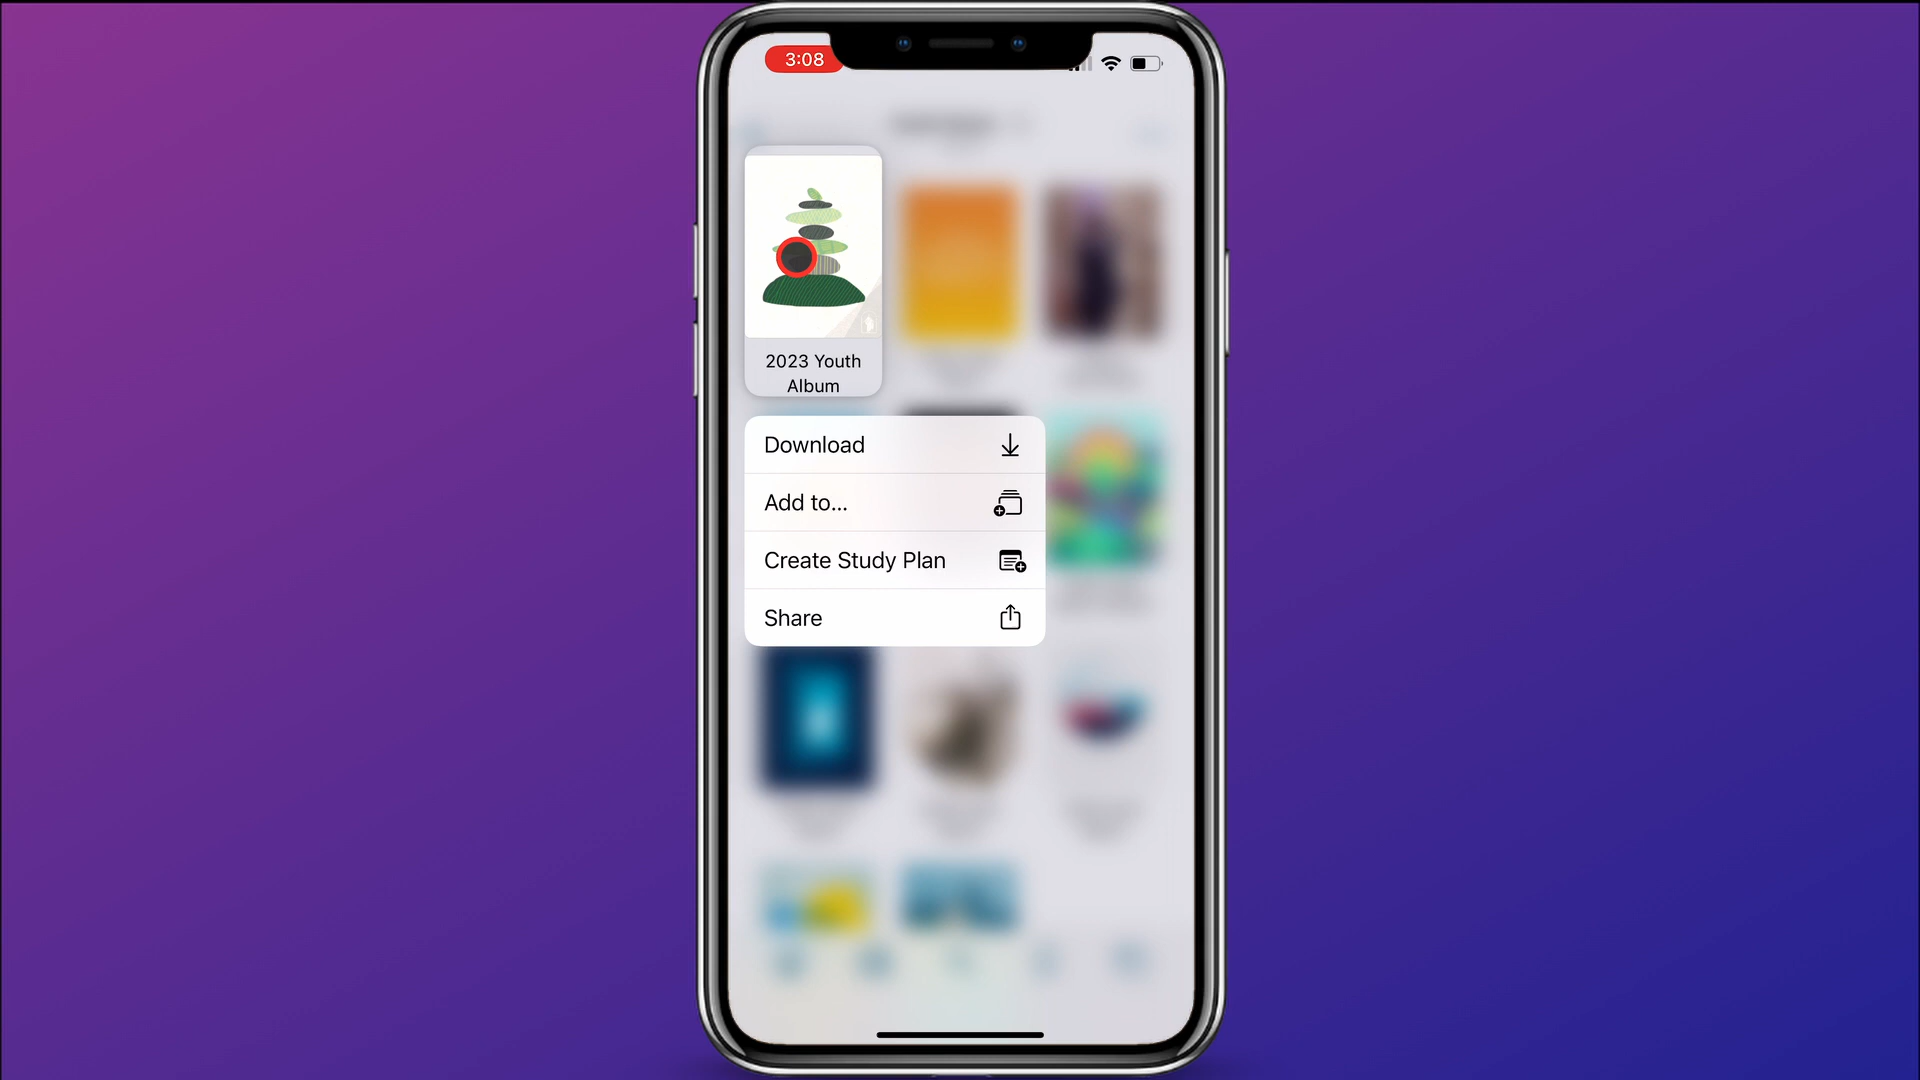 3:08
2023 Youth
Album
Download
Add to...
Create Study Plan
Share